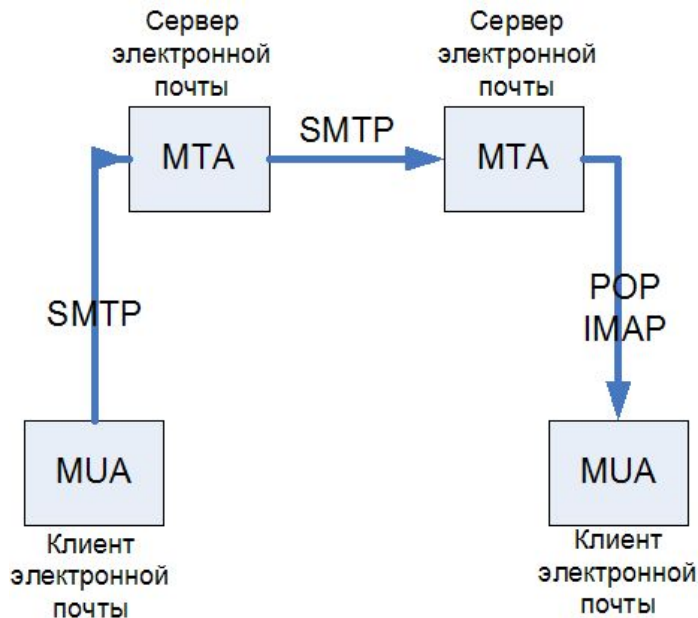 Сервер
электронной
почты
Сервер
электронной
почты
MTA
SMTP
MTA
SMTP
POP
IMAP
MUA
MUA
Клиент
электронной
почты
Клиент
электронной
почты